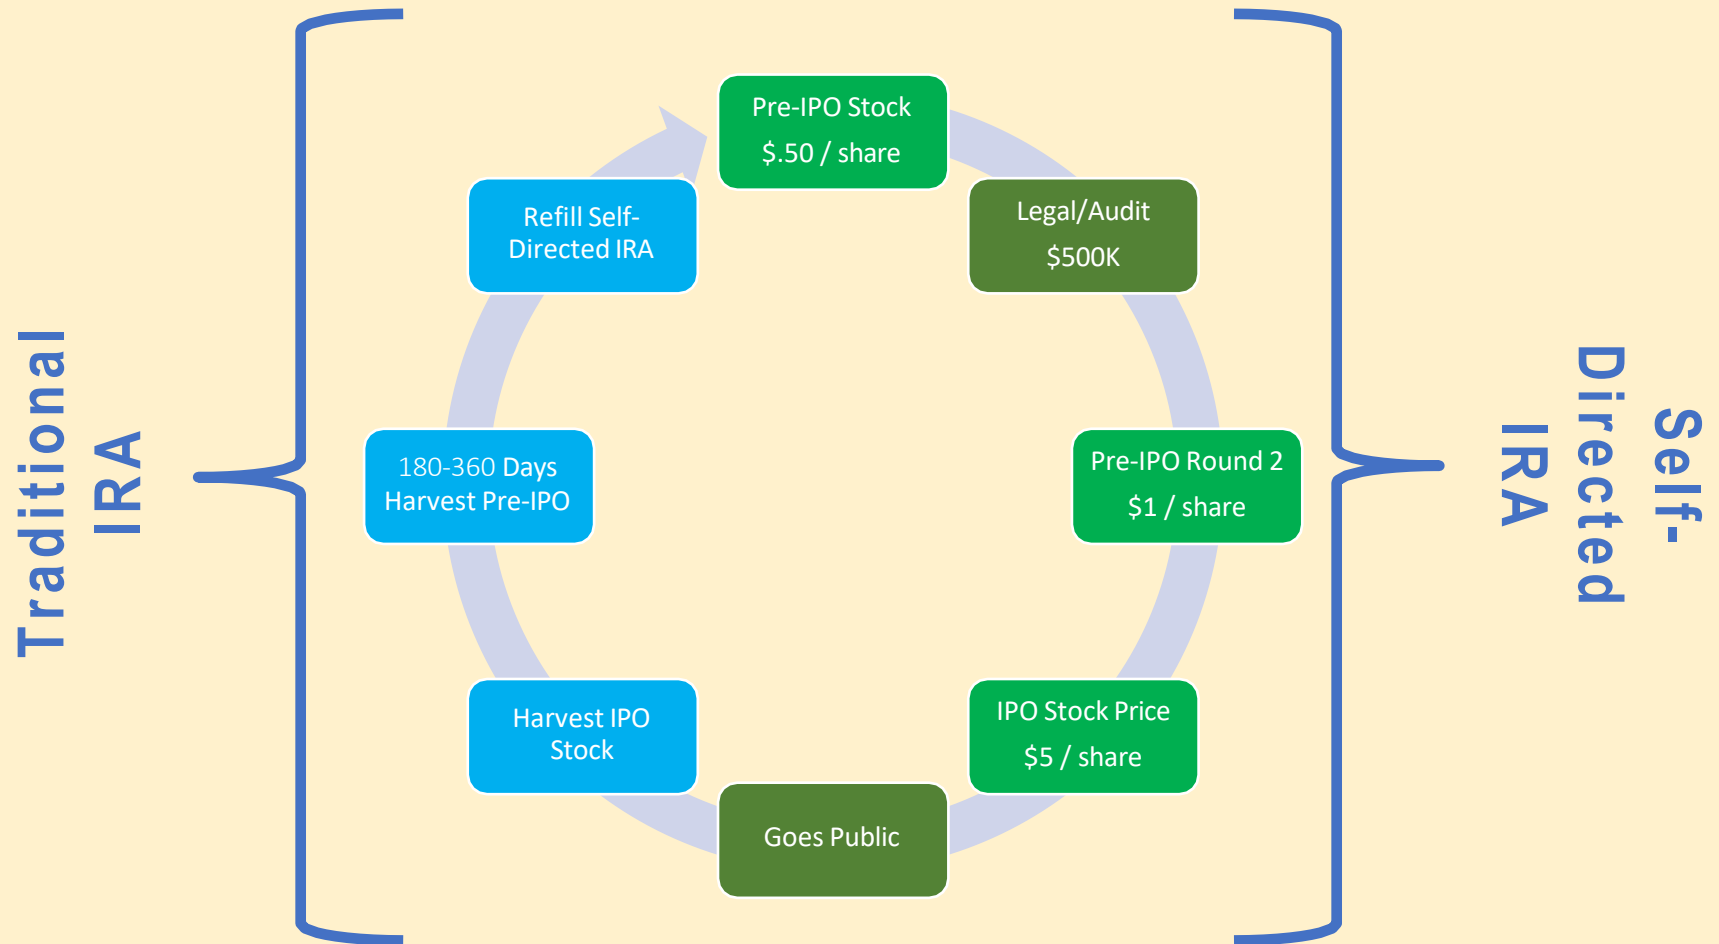 Traditional
IRA
Pre-IPO Stock
$.50 / share
Legal/Audit
$500K
Pre-IPO Round 2
$1 / share
IPO Stock Price
$5 / share
Goes Public
Harvest IPO
Stock
180-360 Days
Harvest Pre-IPO
Refill Self-
Directed IRA
Self-
Directed
IRA